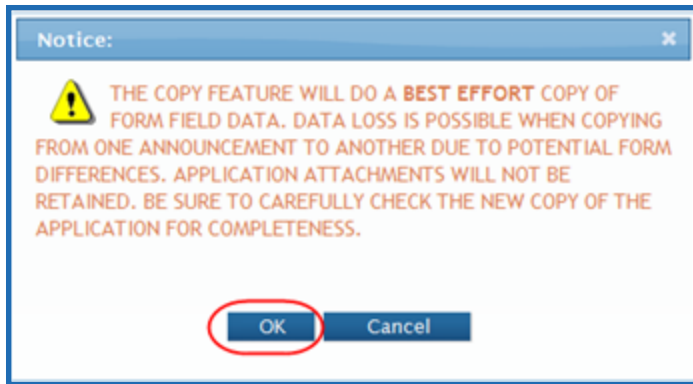 Notice:
THE COPY FEATURE WILL DO A BEST EFFORT COPY OF
FORM FIELD DATA. DATA LOSS IS POSSIBLE WHEN COPYING
FROM ONE ANNOUNCEMENT TO ANOTHER DUE TO POTENTIAL FORM
DIFFERENCES. APPLICATION ATTACHMENTS WILL NOT BE
RETAINED. BE SURE TO CAREFULLY CHECK THE NEW COPY OF THE
APPLICATION FOR COMPLETENESS.
OK Cancel